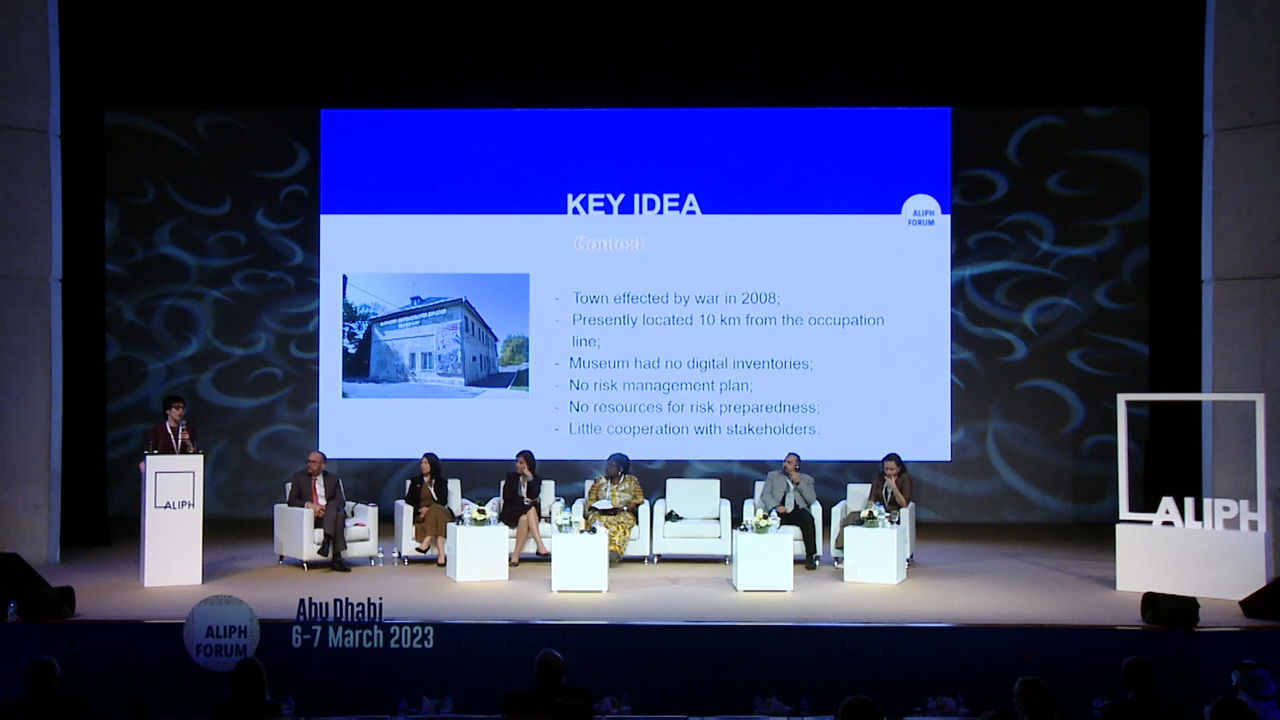 KEY IDEA
ALIPH
FORUM
Context
- Town effected by war in 2008;
- Presently located 10 km from the occupation
line;
- Museum had no digital inventories;
- No risk management plan;
- No resources for risk preparedness;
- Little cooperation with stakeholders.
ALIPH
ALIPH
ALIPH
FORUM
Abu Dhabi
6-7 March 2023